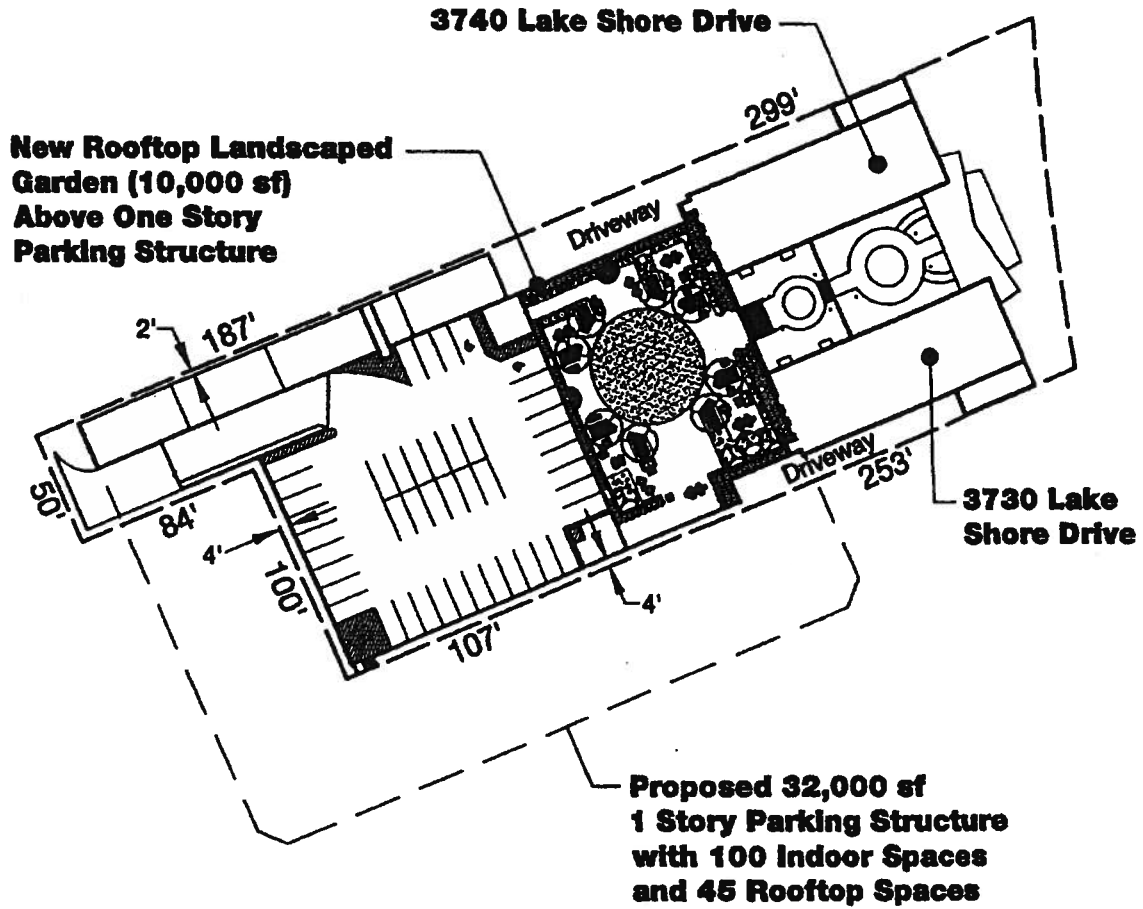 3740 Lake Shore Drive
299'
New Rooftop Landscaped
Garden (10,000 sf)
Above One Story
Parking Structure
Driveway
2'
187'
50'
84'
4'
100'
107'
4'
Driveway
253'
3730 Lake
Shore Drive
Proposed 32,000 sf
1 Story Parking Structure
with 100 Indoor Spaces
and 45 Rooftop Spaces